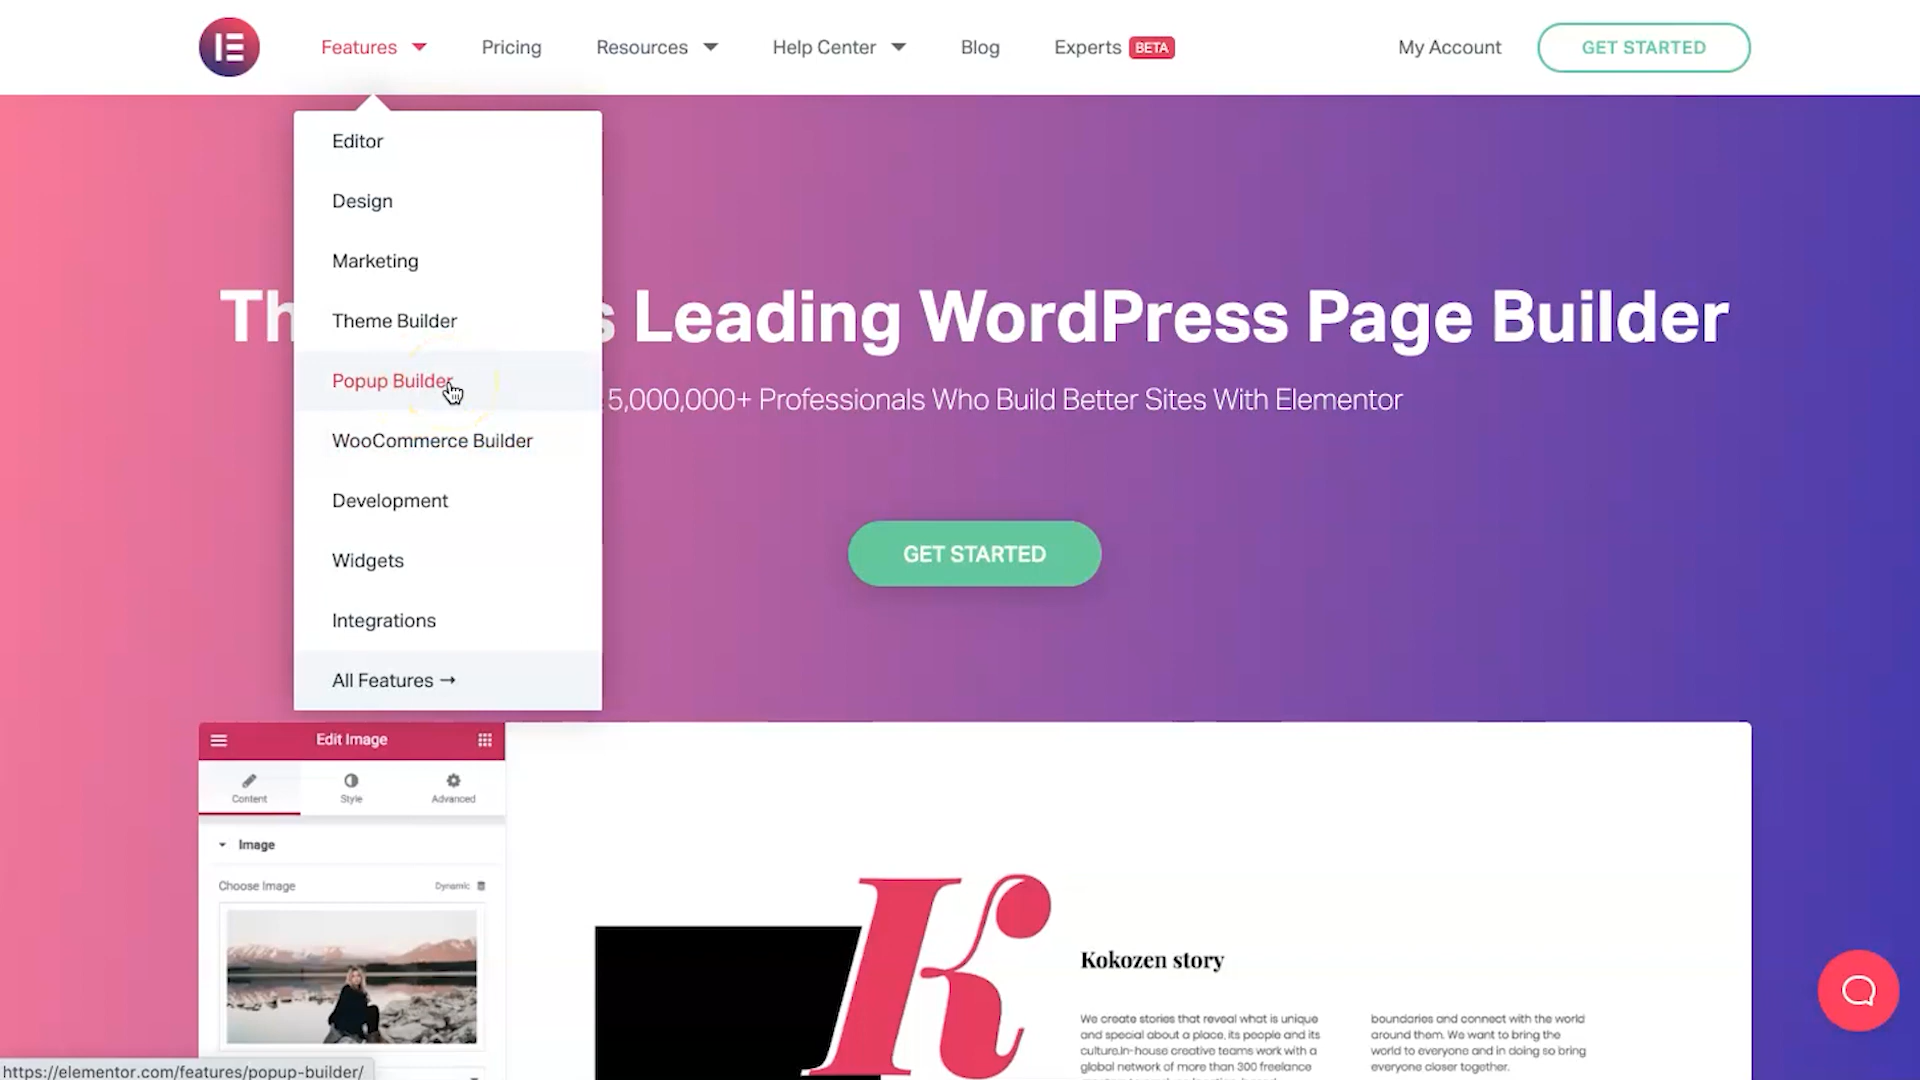 Features
Pricing
Resources
Help Center
Blog
Experts BETA
My Account
GET STARTED
Editor
Design
Marketing
Theme Builder
Popup Builder
WooCommerce Builder
Development
Widgets
Integrations
All Features →
Th s Leading WordPress Page Builder
5,000,000+ Professionals Who Build Better Sites With Elementor
GET STARTED
Edit Image
Content
Style
Advanced
Image
Choose Image
Dynamic
K
Kokozen story
We create stories that reveal what is unique
and special about a place, its people and its
culture.In-house creative teams work with a
global network of more than 300 freelance
boundaries and connect with the world
around them. We want to bring the
world to everyone and in doing so bring
everyone closer together.
https://elementor.com/features/popup-builder/